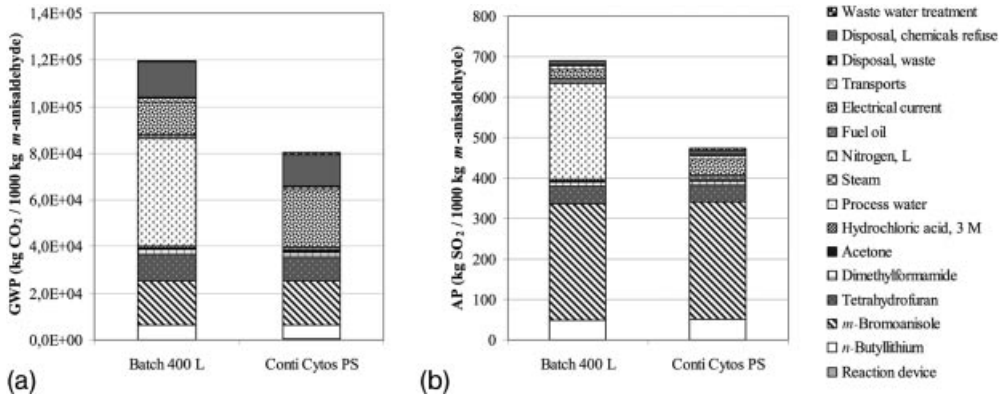 1,4E+05
1,2E+05
1,0E+05
8,0E+04
6,0E+04
4,0E+04
2,0E+04
0,0E+00
GWP (kg CO₂ / 1000 kg m-anisaldehyde)
Batch 400 L
Conti Cytos PS
(a)
800
700
600
500
400
300
200
100
0
AP (kg SO₂ / 1000 kg m-anisaldehyde)
Batch 400 L
Conti Cytos PS
(b)
Waste water treatment
Disposal, chemicals refuse
Disposal, waste
Transports
Electrical current
Fuel oil
Nitrogen, L
Steam
Process water
Hydrochloric acid, 3 M
Acetone
Dimethylformamide
Tetrahydrofuran
m-Bromoanisole
n-Butyllithium
Reaction device